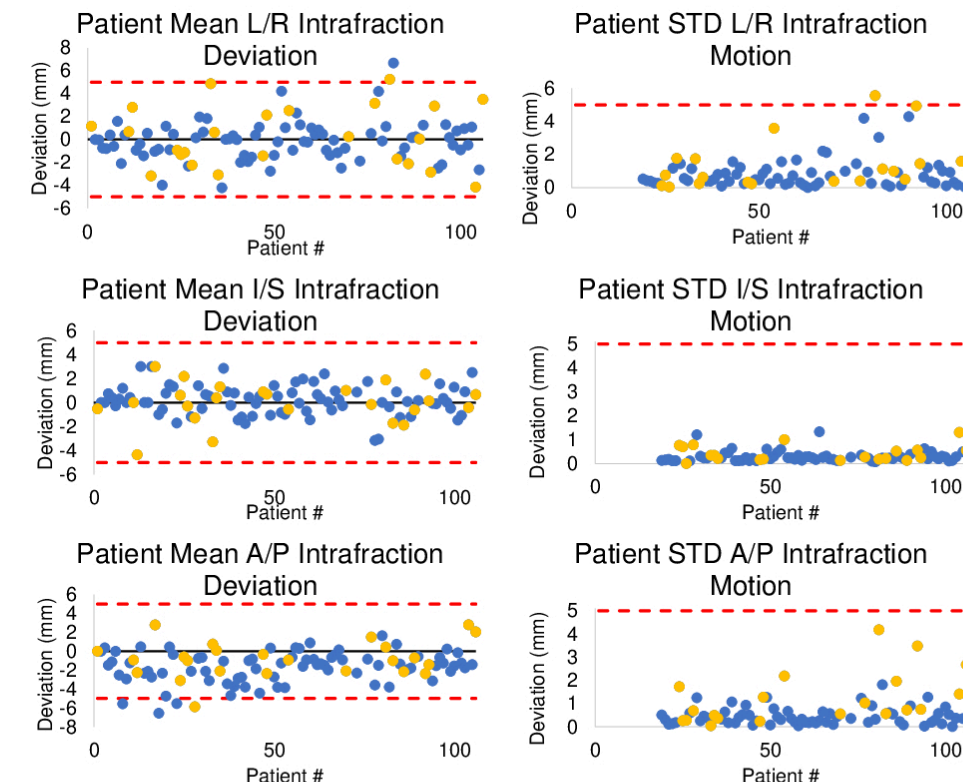 Patient Mean L/R Intrafraction
Deviation
Deviation (mm)
8
6
4
2
0
-2
-4
-6
0
50
100
Patient #
Patient STD L/R Intrafraction
Motion
Deviation (mm)
6
4
2
0
0
50
100
Patient #
Patient Mean I/S Intrafraction
Deviation
Deviation (mm)
6
4
2
0
-2
-4
-6
0
50
100
Patient #
Patient STD I/S Intrafraction
Motion
Deviation (mm)
5
4
3
2
1
0
0
50
100
Patient #
Patient Mean A/P Intrafraction
Deviation
Deviation (mm)
6
4
2
0
-2
-4
-6
-8
0
50
100
Patient #
Patient STD A/P Intrafraction
Motion
Deviation (mm)
5
4
3
2
1
0
0
50
100
Patient #